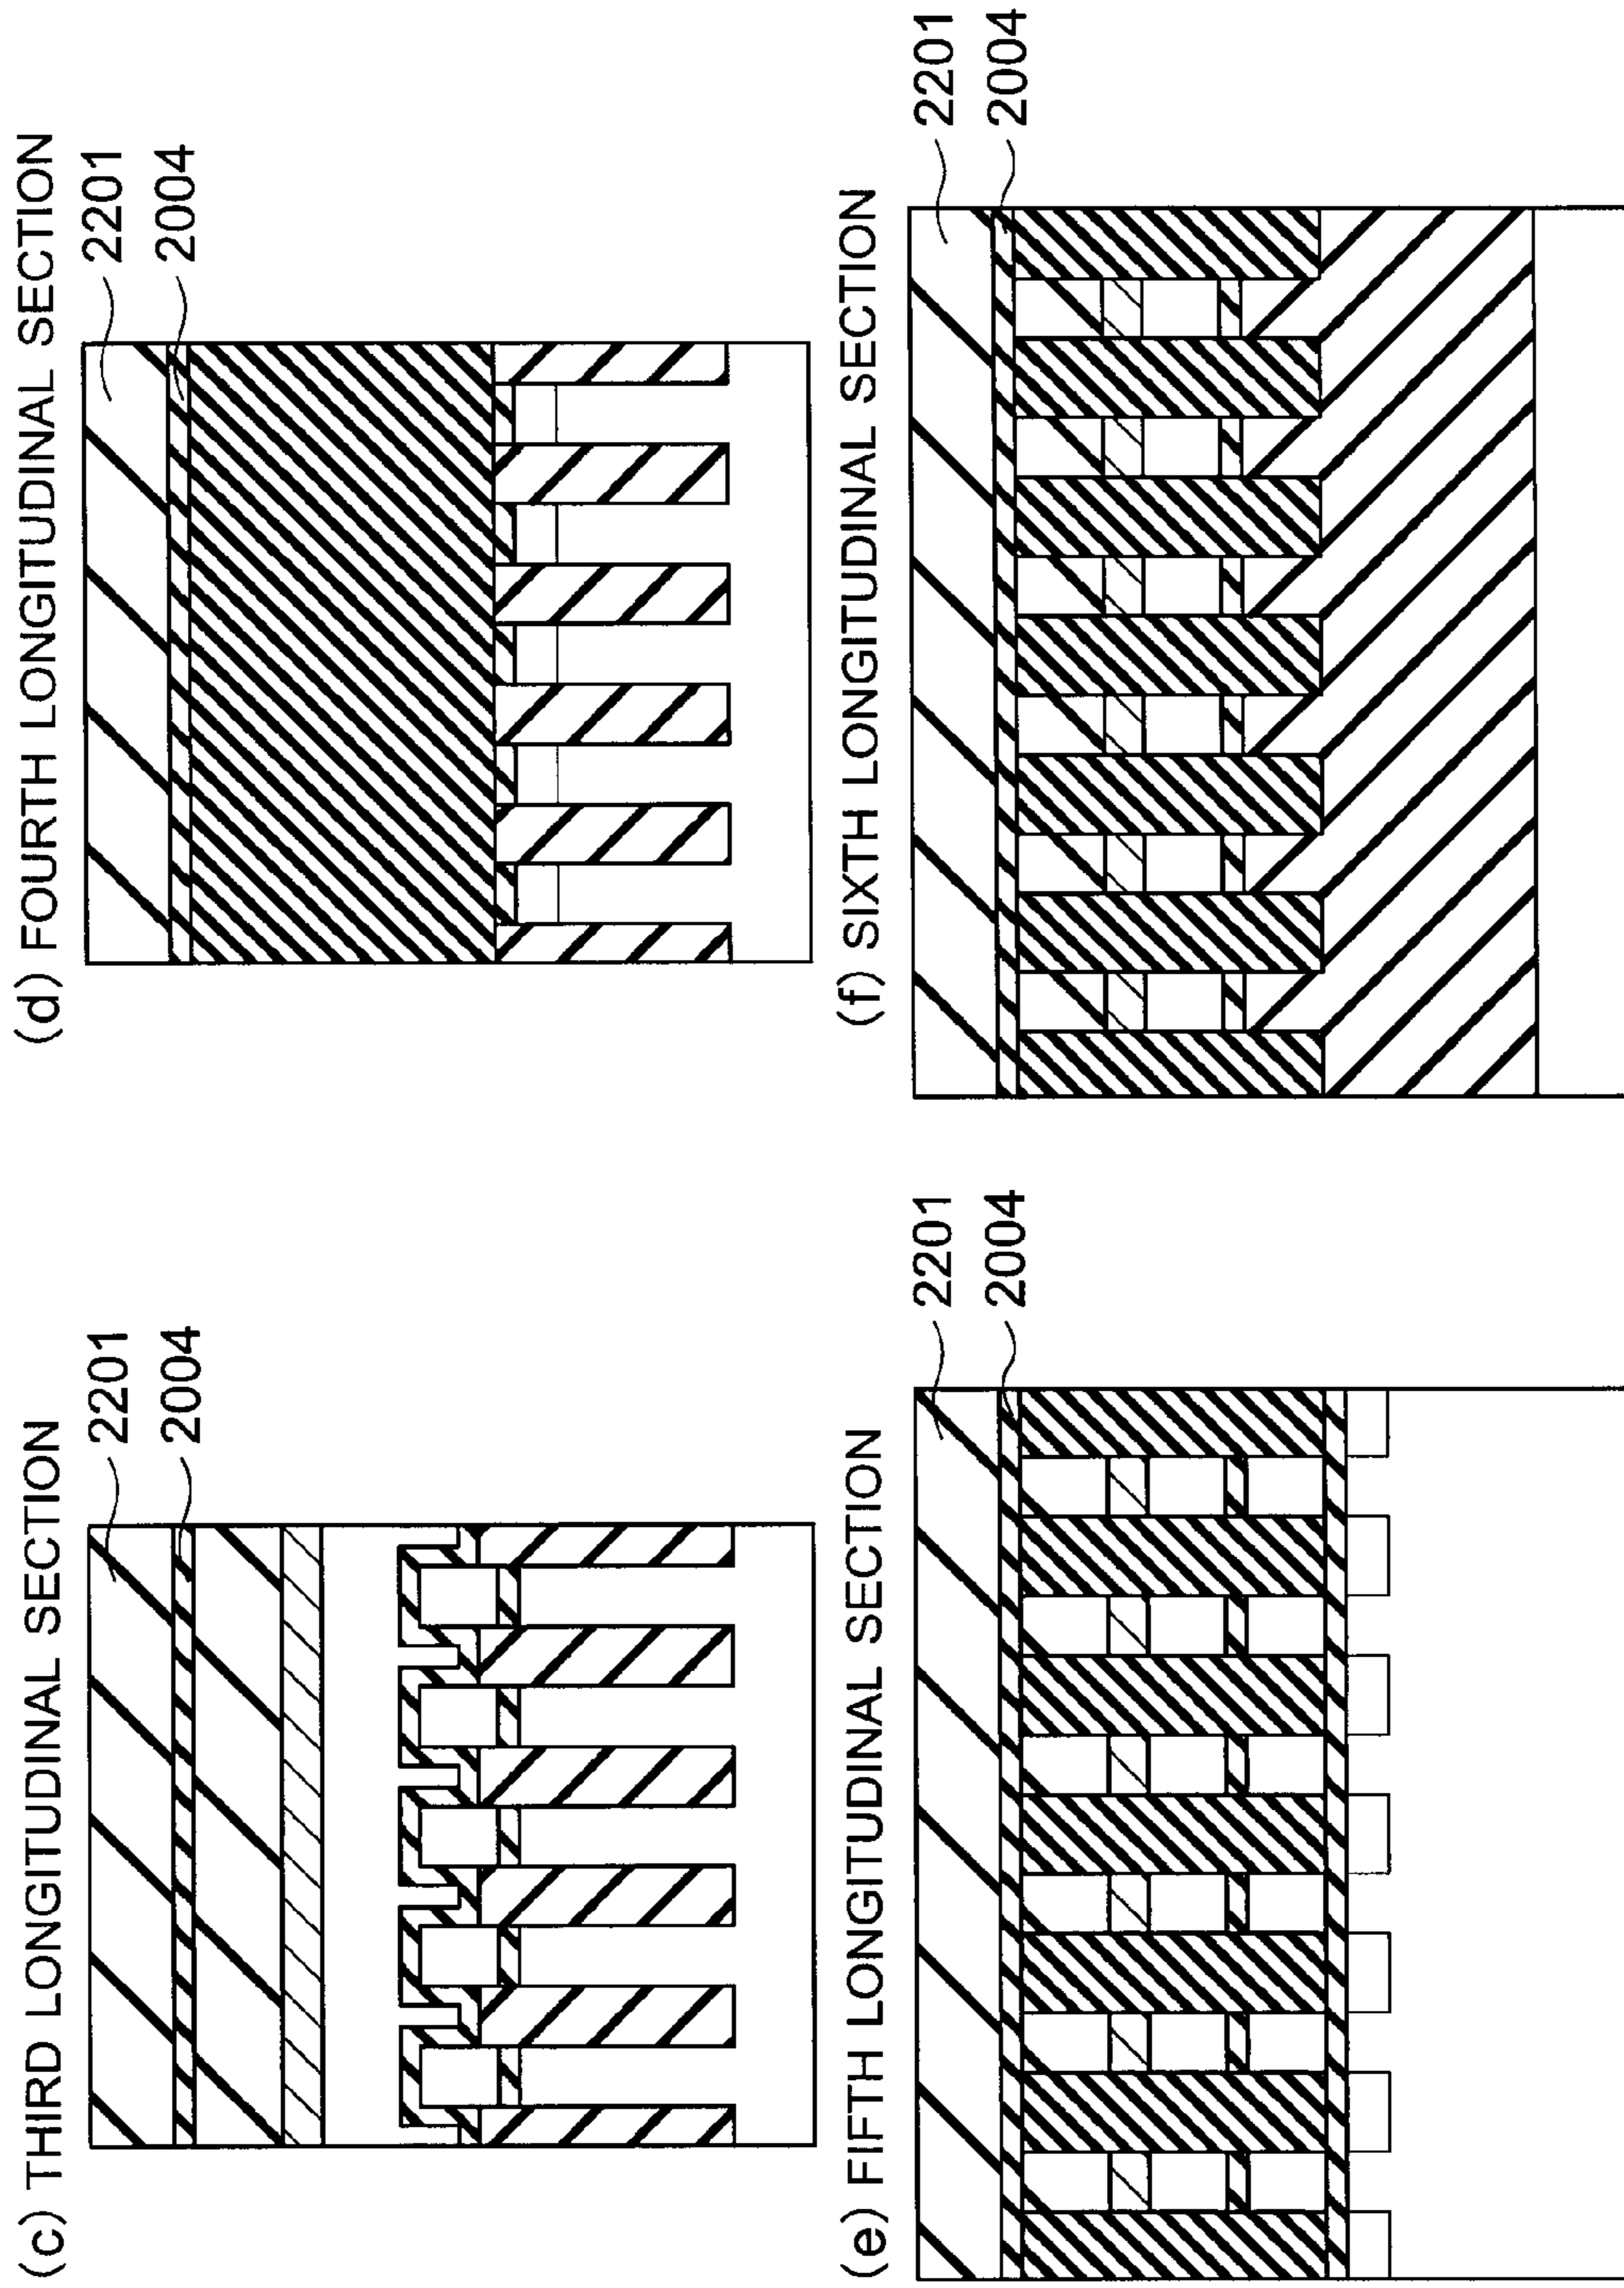 (c) THIRD LONGITUDINAL SECTION
2201
2004
(d) FOURTH LONGITUDINAL SECTION
2201
2004
(e) FIFTH LONGITUDINAL SECTION
2201
2004
(f) SIXTH LONGITUDINAL SECTION
2201
2004